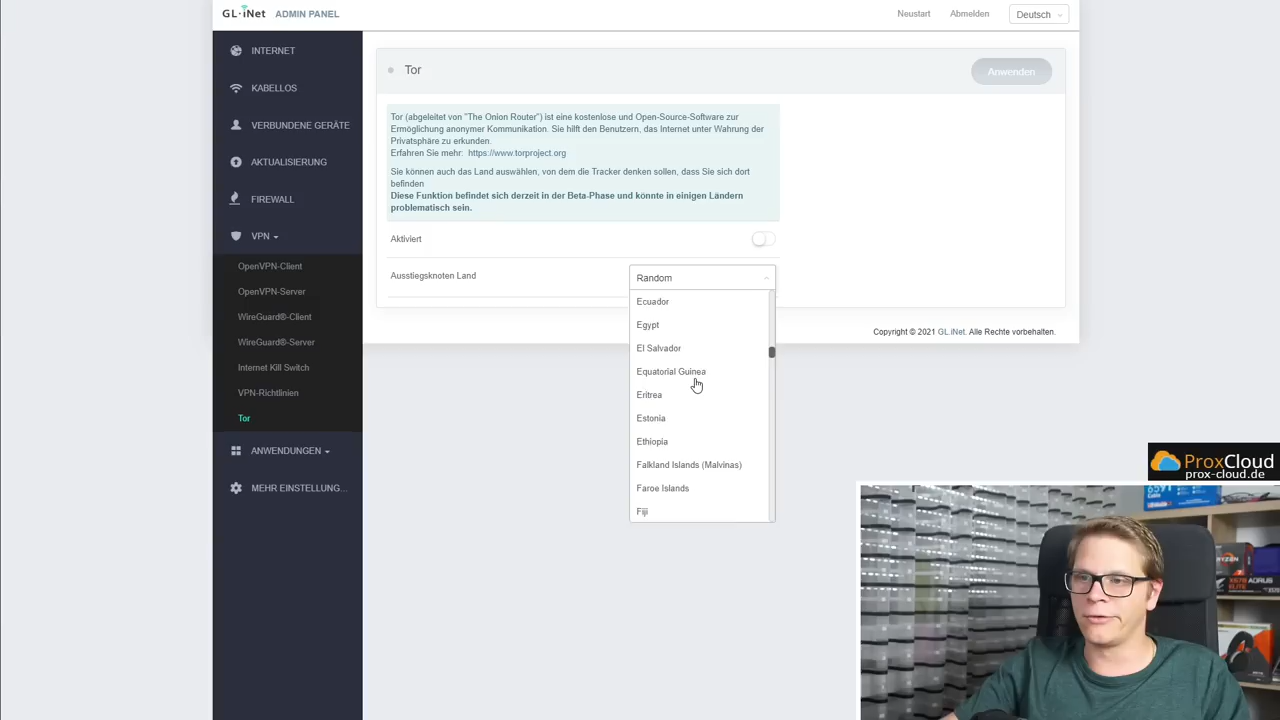 GL·iNet ADMIN PANEL
Neustart
Abmelden
Deutsch
INTERNET
KABELLOS
VERBUNDENE GERÄTE
AKTUALISIERUNG
FIREWALL
VPN
OpenVPN-Client
OpenVPN-Server
WireGuard®-Client
WireGuard®-Server
Internet Kill Switch
VPN-Richtlinien
Tor
ANWENDUNGEN
MEHR EINSTELLUNG...
Tor
Anwenden
Tor (abgeleitet von "The Onion Router") ist eine kostenlose und Open-Source-Software zur
Ermöglichung anonymer Kommunikation. Sie hilft den Benutzern, das Internet unter Wahrung der
Privatsphäre zu erkunden.
Erfahren Sie mehr: https://www.torproject.org
Sie können auch das Land auswählen, von dem die Tracker denken sollen, dass Sie sich dort
befinden
Diese Funktion befindet sich derzeit in der Beta-Phase und könnte in einigen Ländern
problematisch sein.
Aktiviert
Ausstiegsknoten Land
Random
Ecuador
Egypt
El Salvador
Equatorial Guinea
Eritrea
Estonia
Ethiopia
Falkland Islands (Malvinas)
Faroe Islands
Fiji
Copyright © 2021 GL.iNet. Alle Rechte vorbehalten.
ProxCloud
prox-cloud.de
RYZEN
X670
AORUS
ELITE